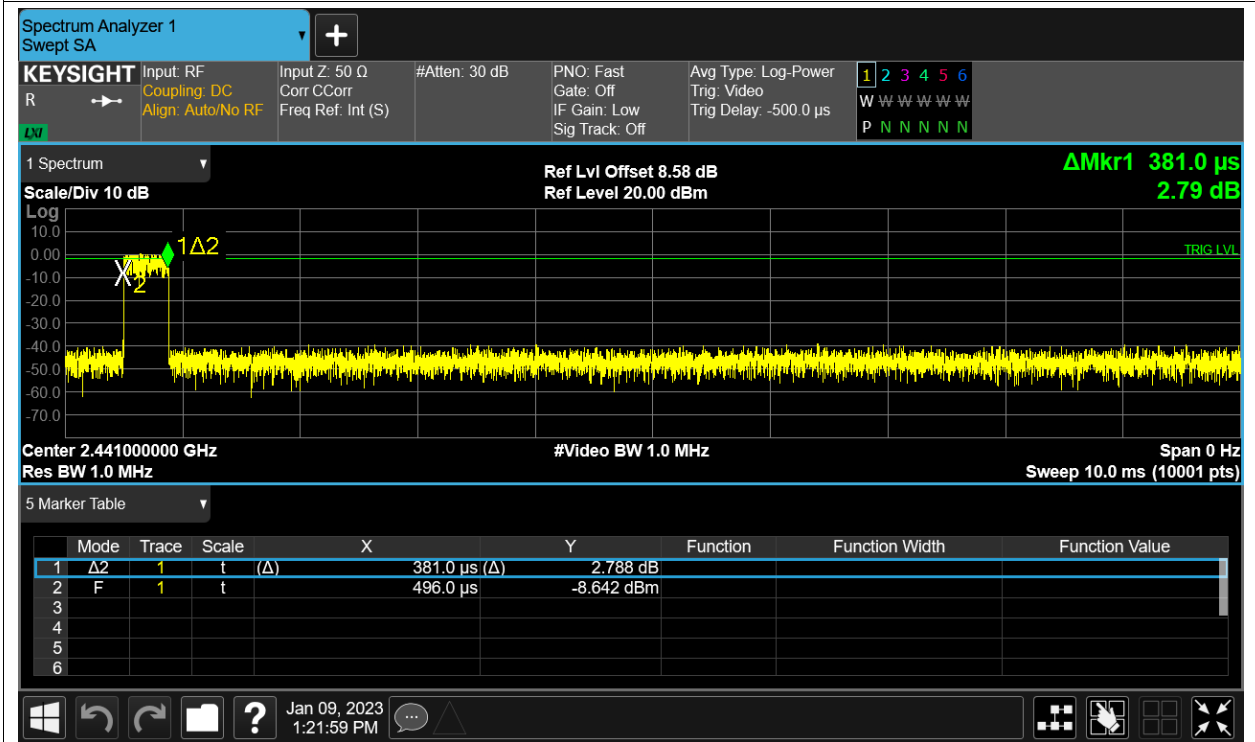 Spectrum Analyzer 1
Swept SA
+
KEYSIGHT
R
LXI
Input: RF
Coupling: DC
Align: Auto/No RF
Input Z: 50 Ω
Corr CCorr
Freq Ref: Int (S)
#Atten: 30 dB
PNO: Fast
Gate: Off
IF Gain: Low
Sig Track: Off
Avg Type: Log-Power
Trig: Video
Trig Delay: -500.0 µs
1 2 3 4 5 6
W W W W W W
P N N N N N
1 Spectrum
Scale/Div 10 dB
Ref Lvl Offset 8.58 dB
Ref Level 20.00 dBm
ΔMkr1 381.0 µs
2.79 dB
Log
10.0
0.00
-10.0
-20.0
-30.0
-40.0
-50.0
-60.0
-70.0
1Δ2
X2
TRIG LVL
Center 2.441000000 GHz
Res BW 1.0 MHz
#Video BW 1.0 MHz
Span 0 Hz
Sweep 10.0 ms (10001 pts)
5 Marker Table
Mode Trace Scale X Y Function Function Width Function Value
1 Δ2 1 t (Δ) 381.0 µs (Δ) 2.788 dB
2 F 1 t 496.0 µs -8.642 dBm
3
4
5
6
?
Jan 09, 2023
1:21:59 PM